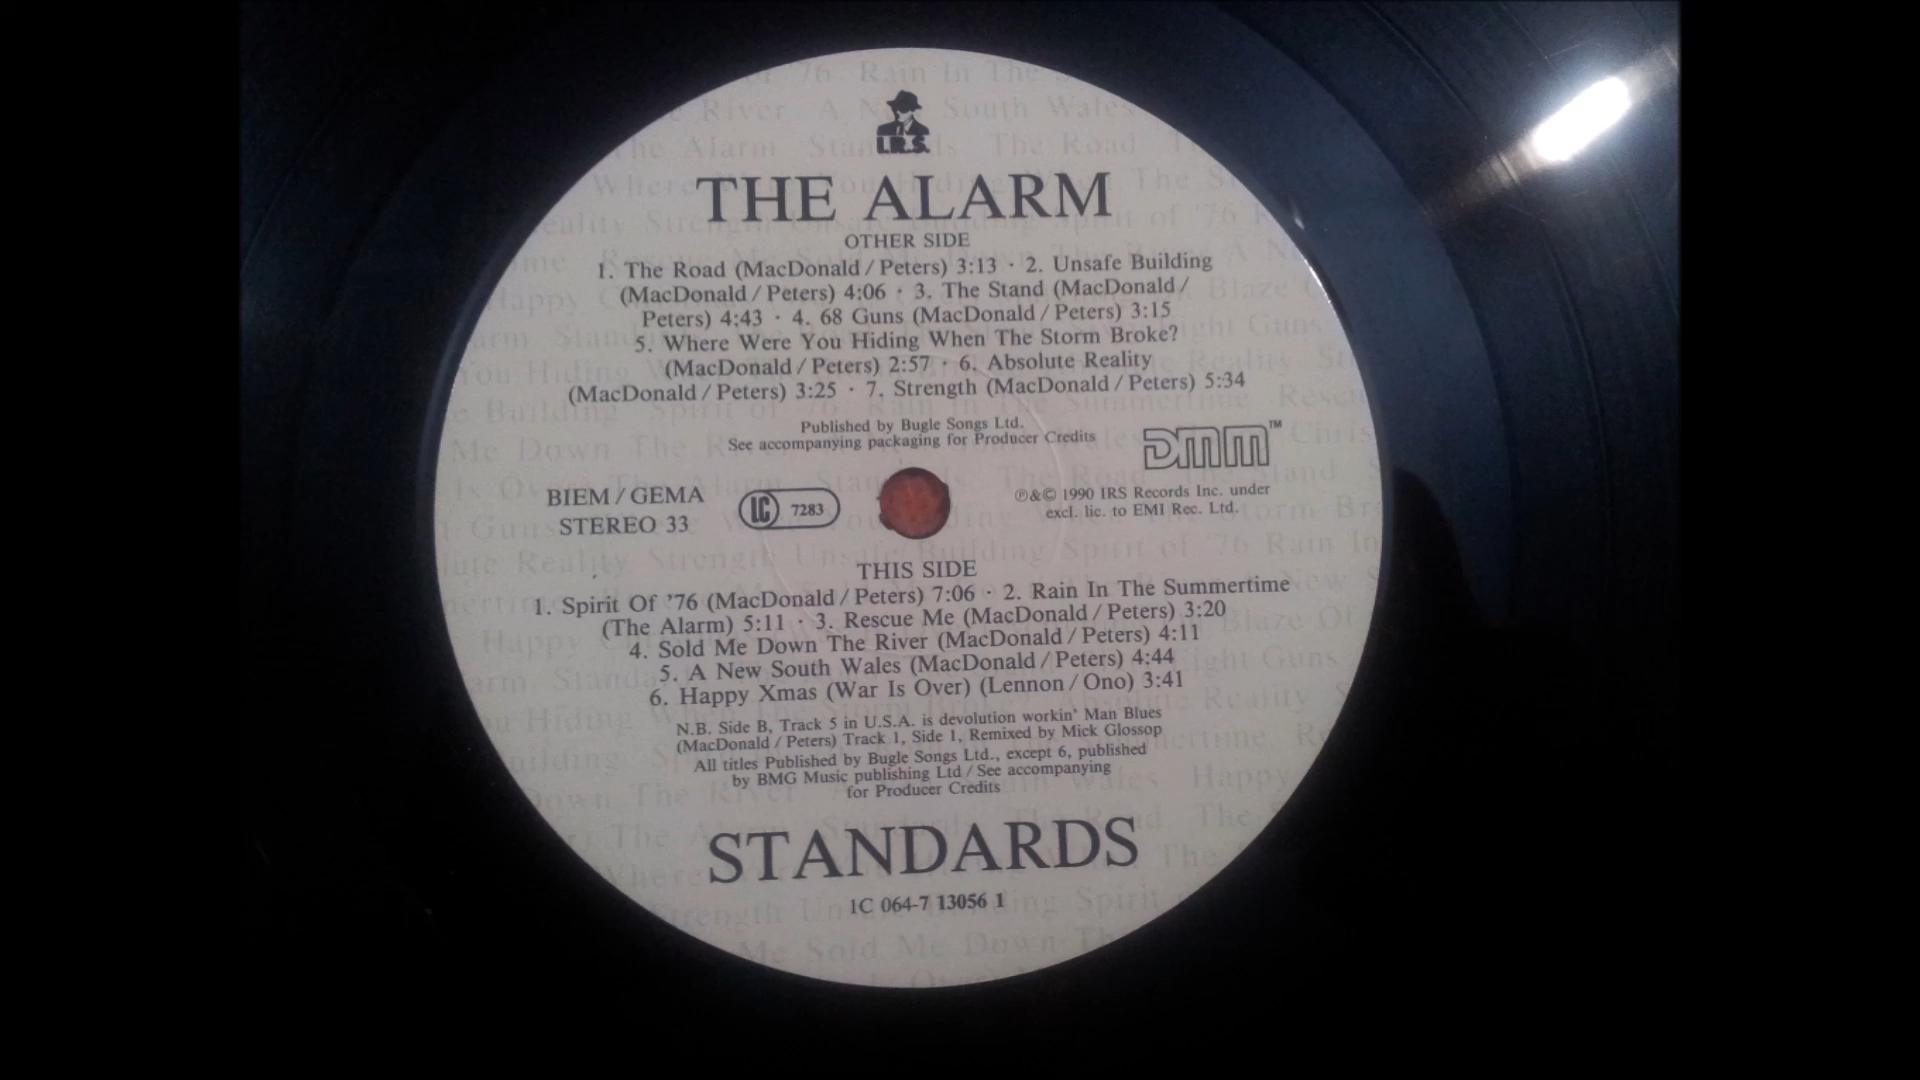 I.R.S.
THE ALARM
OTHER SIDE
1. The Road (MacDonald / Peters) 3:13 · 2. Unsafe Building
(MacDonald / Peters) 4:06 · 3. The Stand (MacDonald /
Peters) 4:43 · 4. 68 Guns (MacDonald / Peters) 3:15
5. Where Were You Hiding When The Storm Broke?
(MacDonald / Peters) 2:57 · 6. Absolute Reality
(MacDonald / Peters) 3:25 · 7. Strength (MacDonald / Peters) 5:34
Published by Bugle Songs Ltd.
See accompanying packaging for Producer Credits
DMM™
BIEM / GEMA
STEREO 33
LC 7283
℗&© 1990 IRS Records Inc. under
excl. lic. to EMI Rec. Ltd.
THIS SIDE
1. Spirit Of '76 (MacDonald / Peters) 7:06 · 2. Rain In The Summertime
(The Alarm) 5:11 · 3. Rescue Me (MacDonald / Peters) 3:20
4. Sold Me Down The River (MacDonald / Peters) 4:11
5. A New South Wales (MacDonald / Peters) 4:44
6. Happy Xmas (War Is Over) (Lennon / Ono) 3:41
N.B. Side B, Track 5 in U.S.A. is devolution workin' Man Blues
(MacDonald / Peters) Track 1, Side 1, Remixed by Mick Glossop
All titles Published by Bugle Songs Ltd., except 6, published
by BMG Music publishing Ltd / See accompanying
for Producer Credits
STANDARDS
1C 064-7 13056 1